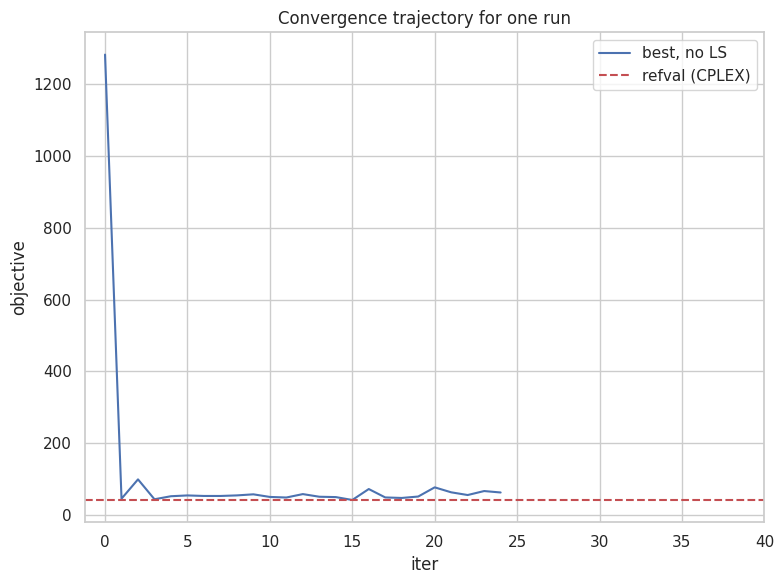 Convergence trajectory for one run
best, no LS
refval (CPLEX)
1200
1000
800
600
400
200
0
objective
0 5 10 15 20 25 30 35 40
iter